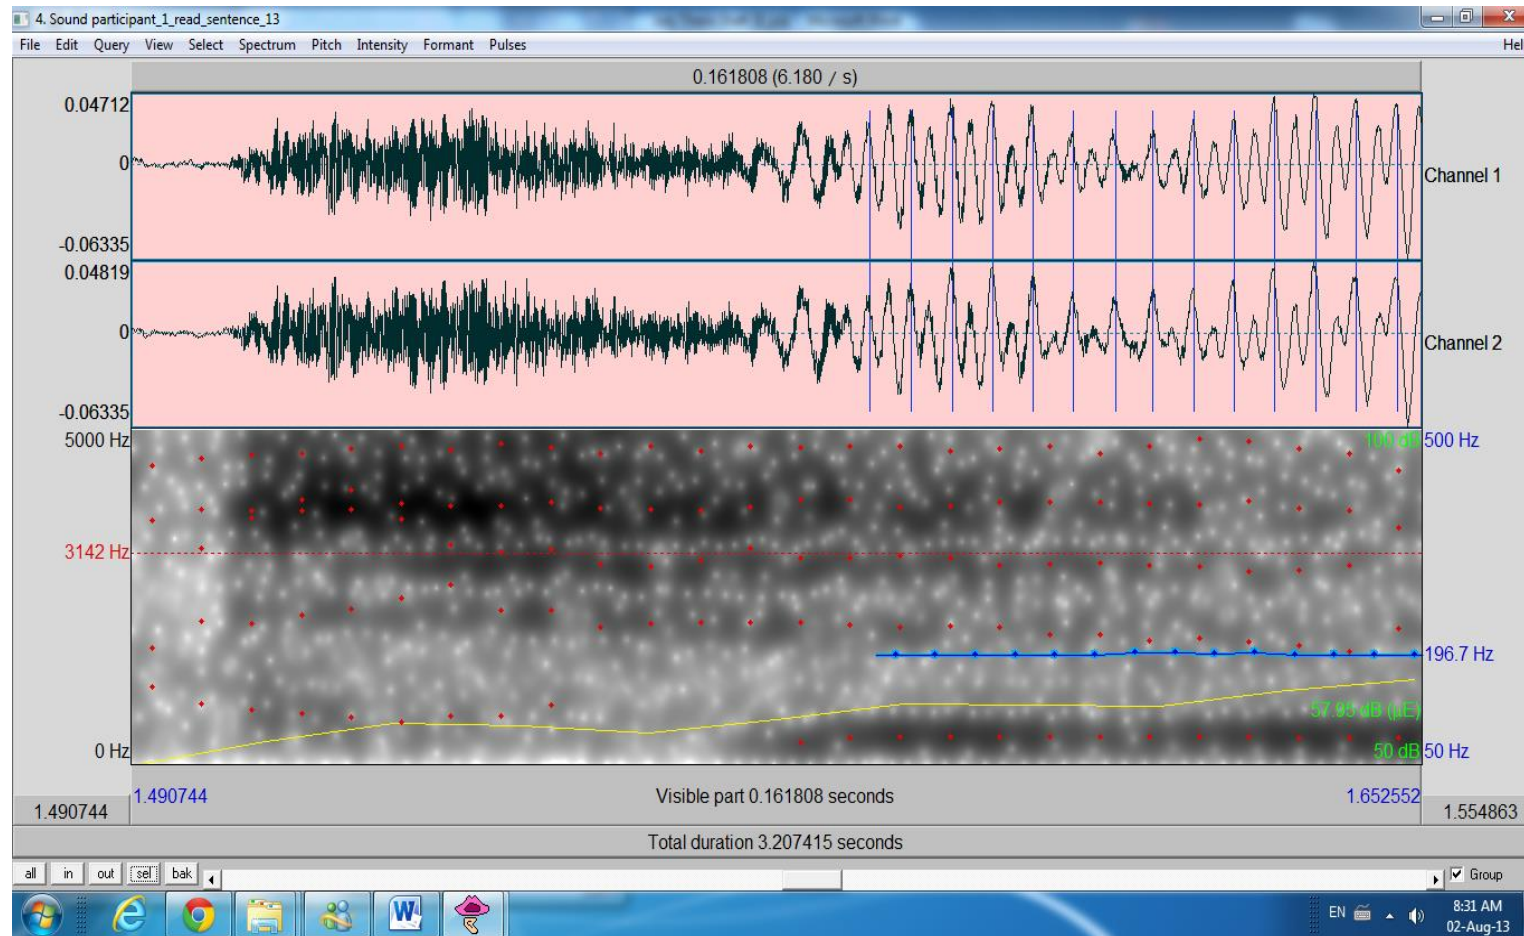 4. Sound participant_1_read_sentence_13
File Edit Query View Select Spectrum Pitch Intensity Formant Pulses Hel
0.161808 (6.180 / s)
0.04712
0
-0.06335
Channel 1
0.04819
0
-0.06335
Channel 2
5000 Hz
100 dB
500 Hz
3142 Hz
196.7 Hz
57.95 dB (µE)
0 Hz
50 dB
50 Hz
1.490744
1.490744
Visible part 0.161808 seconds
1.652552
1.554863
Total duration 3.207415 seconds
all in out sel bak
Group
EN
8:31 AM
02-Aug-13